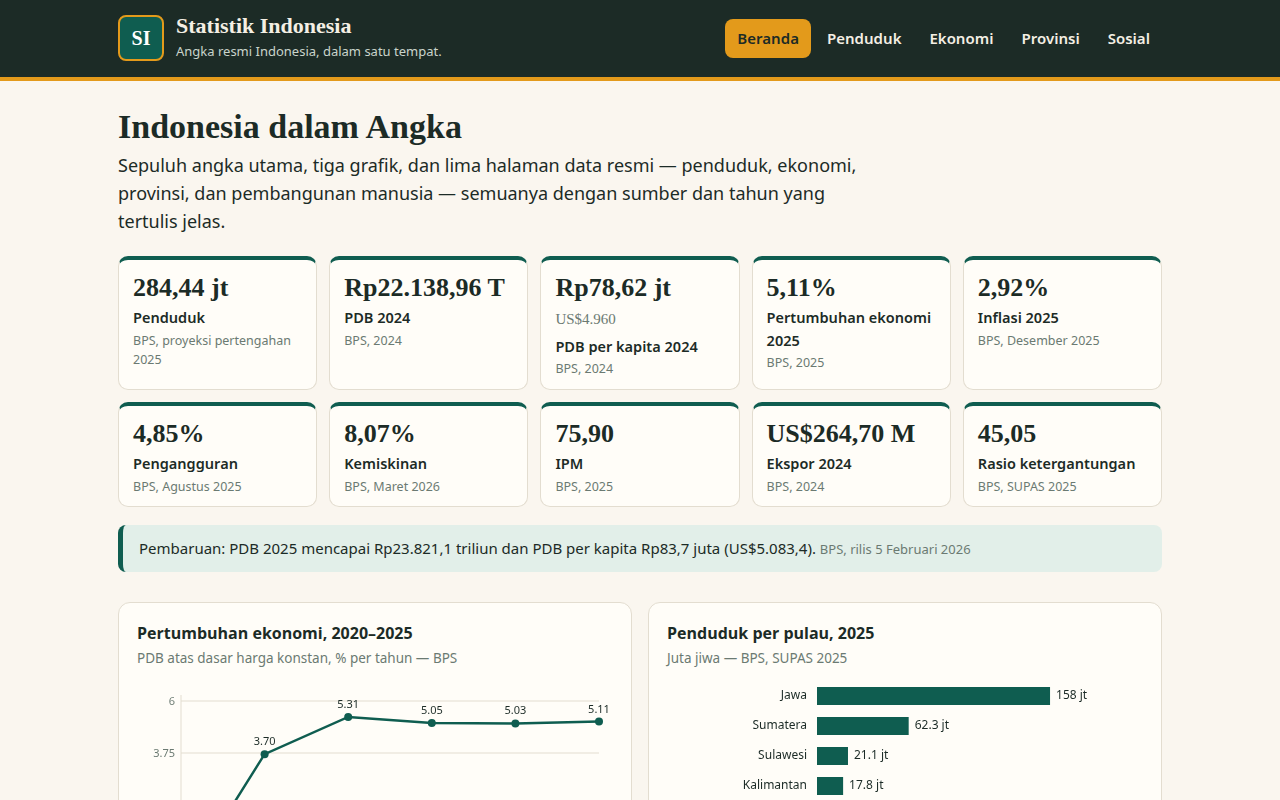 SI
Statistik Indonesia
Angka resmi Indonesia, dalam satu tempat.
Beranda
Penduduk
Ekonomi
Provinsi
Sosial
Indonesia dalam Angka
Sepuluh angka utama, tiga grafik, dan lima halaman data resmi — penduduk, ekonomi,
provinsi, dan pembangunan manusia — semuanya dengan sumber dan tahun yang
tertulis jelas.
284,44 jt
Penduduk
BPS, proyeksi pertengahan
2025
Rp22.138,96 T
PDB 2024
BPS, 2024
Rp78,62 jt
US$4.960
PDB per kapita 2024
BPS, 2024
5,11%
Pertumbuhan ekonomi
2025
BPS, 2025
2,92%
Inflasi 2025
BPS, Desember 2025
4,85%
Pengangguran
BPS, Agustus 2025
8,07%
Kemiskinan
BPS, Maret 2026
75,90
IPM
BPS, 2025
US$264,70 M
Ekspor 2024
BPS, 2024
45,05
Rasio ketergantungan
BPS, SUPAS 2025
Pembaruan: PDB 2025 mencapai Rp23.821,1 triliun dan PDB per kapita Rp83,7 juta (US$5.083,4). BPS, rilis 5 Februari 2026
Pertumbuhan ekonomi, 2020–2025
PDB atas dasar harga konstan, % per tahun — BPS
6
3.75
3.70
5.31
5.05
5.03
5.11
Penduduk per pulau, 2025
Juta jiwa — BPS, SUPAS 2025
Jawa 158 jt
Sumatera 62.3 jt
Sulawesi 21.1 jt
Kalimantan 17.8 jt